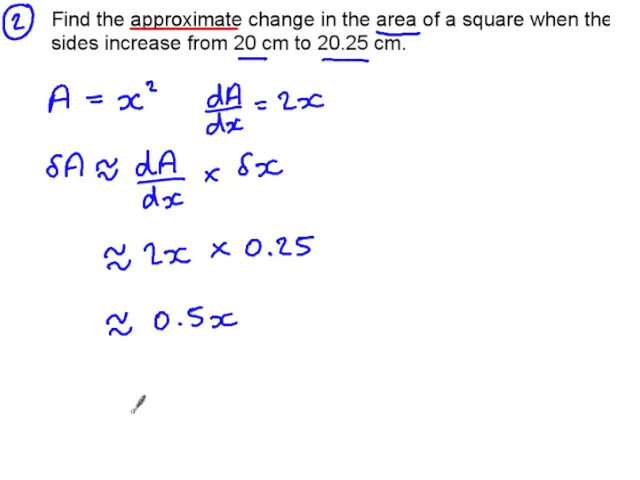 ② Find the approximate change in the area of a square when the
sides increase from 20 cm to 20.25 cm.
A = x² dA/dx = 2x
δA ≈ dA/dx × δx
≈ 2x × 0.25
≈ 0.5x